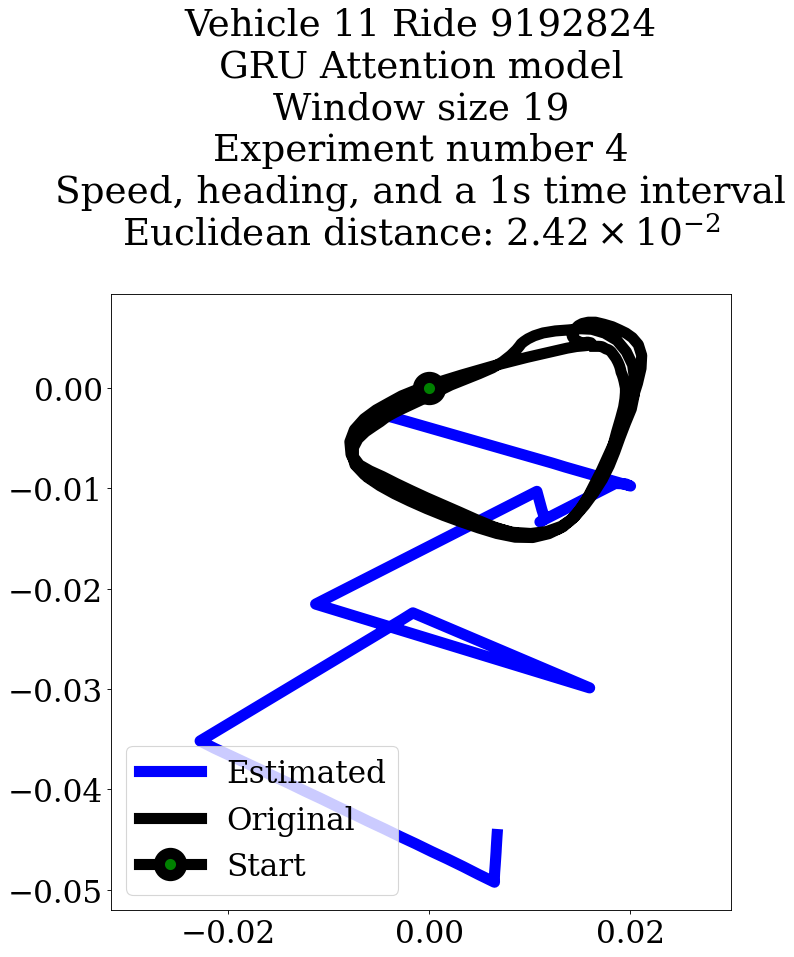 Vehicle 11 Ride 9192824
GRU Attention model
Window size 19
Experiment number 4
Speed, heading, and a 1s time interval
Euclidean distance: 2.42 × 10⁻²
0.00
−0.01
−0.02
−0.03
−0.04
−0.05
Estimated
Original
Start
−0.02 0.00 0.02